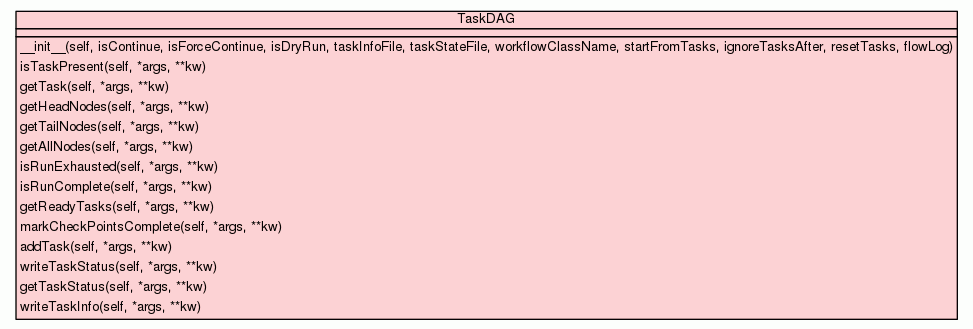 TaskDAG
__init__(self, isContinue, isForceContinue, isDryRun, taskInfoFile, taskStateFile, workflowClassName, startFromTasks, ignoreTasksAfter, resetTasks, flowLog)
isTaskPresent(self, *args, **kw)
getTask(self, *args, **kw)
getHeadNodes(self, *args, **kw)
getTailNodes(self, *args, **kw)
getAllNodes(self, *args, **kw)
isRunExhausted(self, *args, **kw)
isRunComplete(self, *args, **kw)
getReadyTasks(self, *args, **kw)
markCheckPointsComplete(self, *args, **kw)
addTask(self, *args, **kw)
writeTaskStatus(self, *args, **kw)
getTaskStatus(self, *args, **kw)
writeTaskInfo(self, *args, **kw)